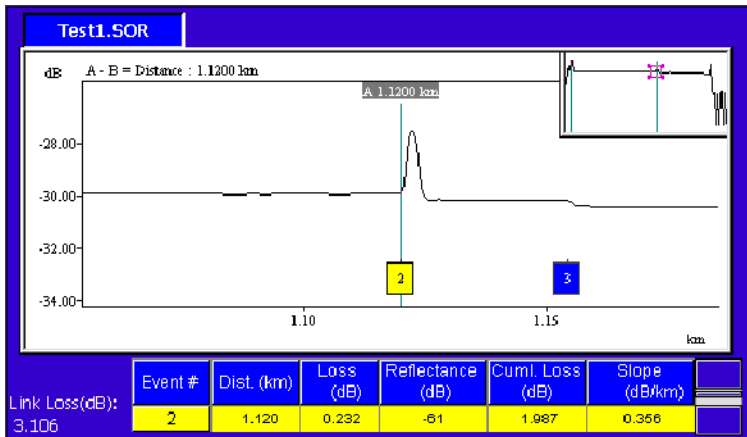 Test1.SOR
dB A - B = Distance : 1.1200 km
A 1.1200 km
-28.00
-30.00
-32.00
-34.00
2
3
1.10
1.15
km
Link Loss(dB):
3.106
Event # Dist. (km) Loss (dB) Reflectance (dB) Cuml. Loss (dB) Slope (dB/km)
2 1.120 0.232 -61 1.987 0.356